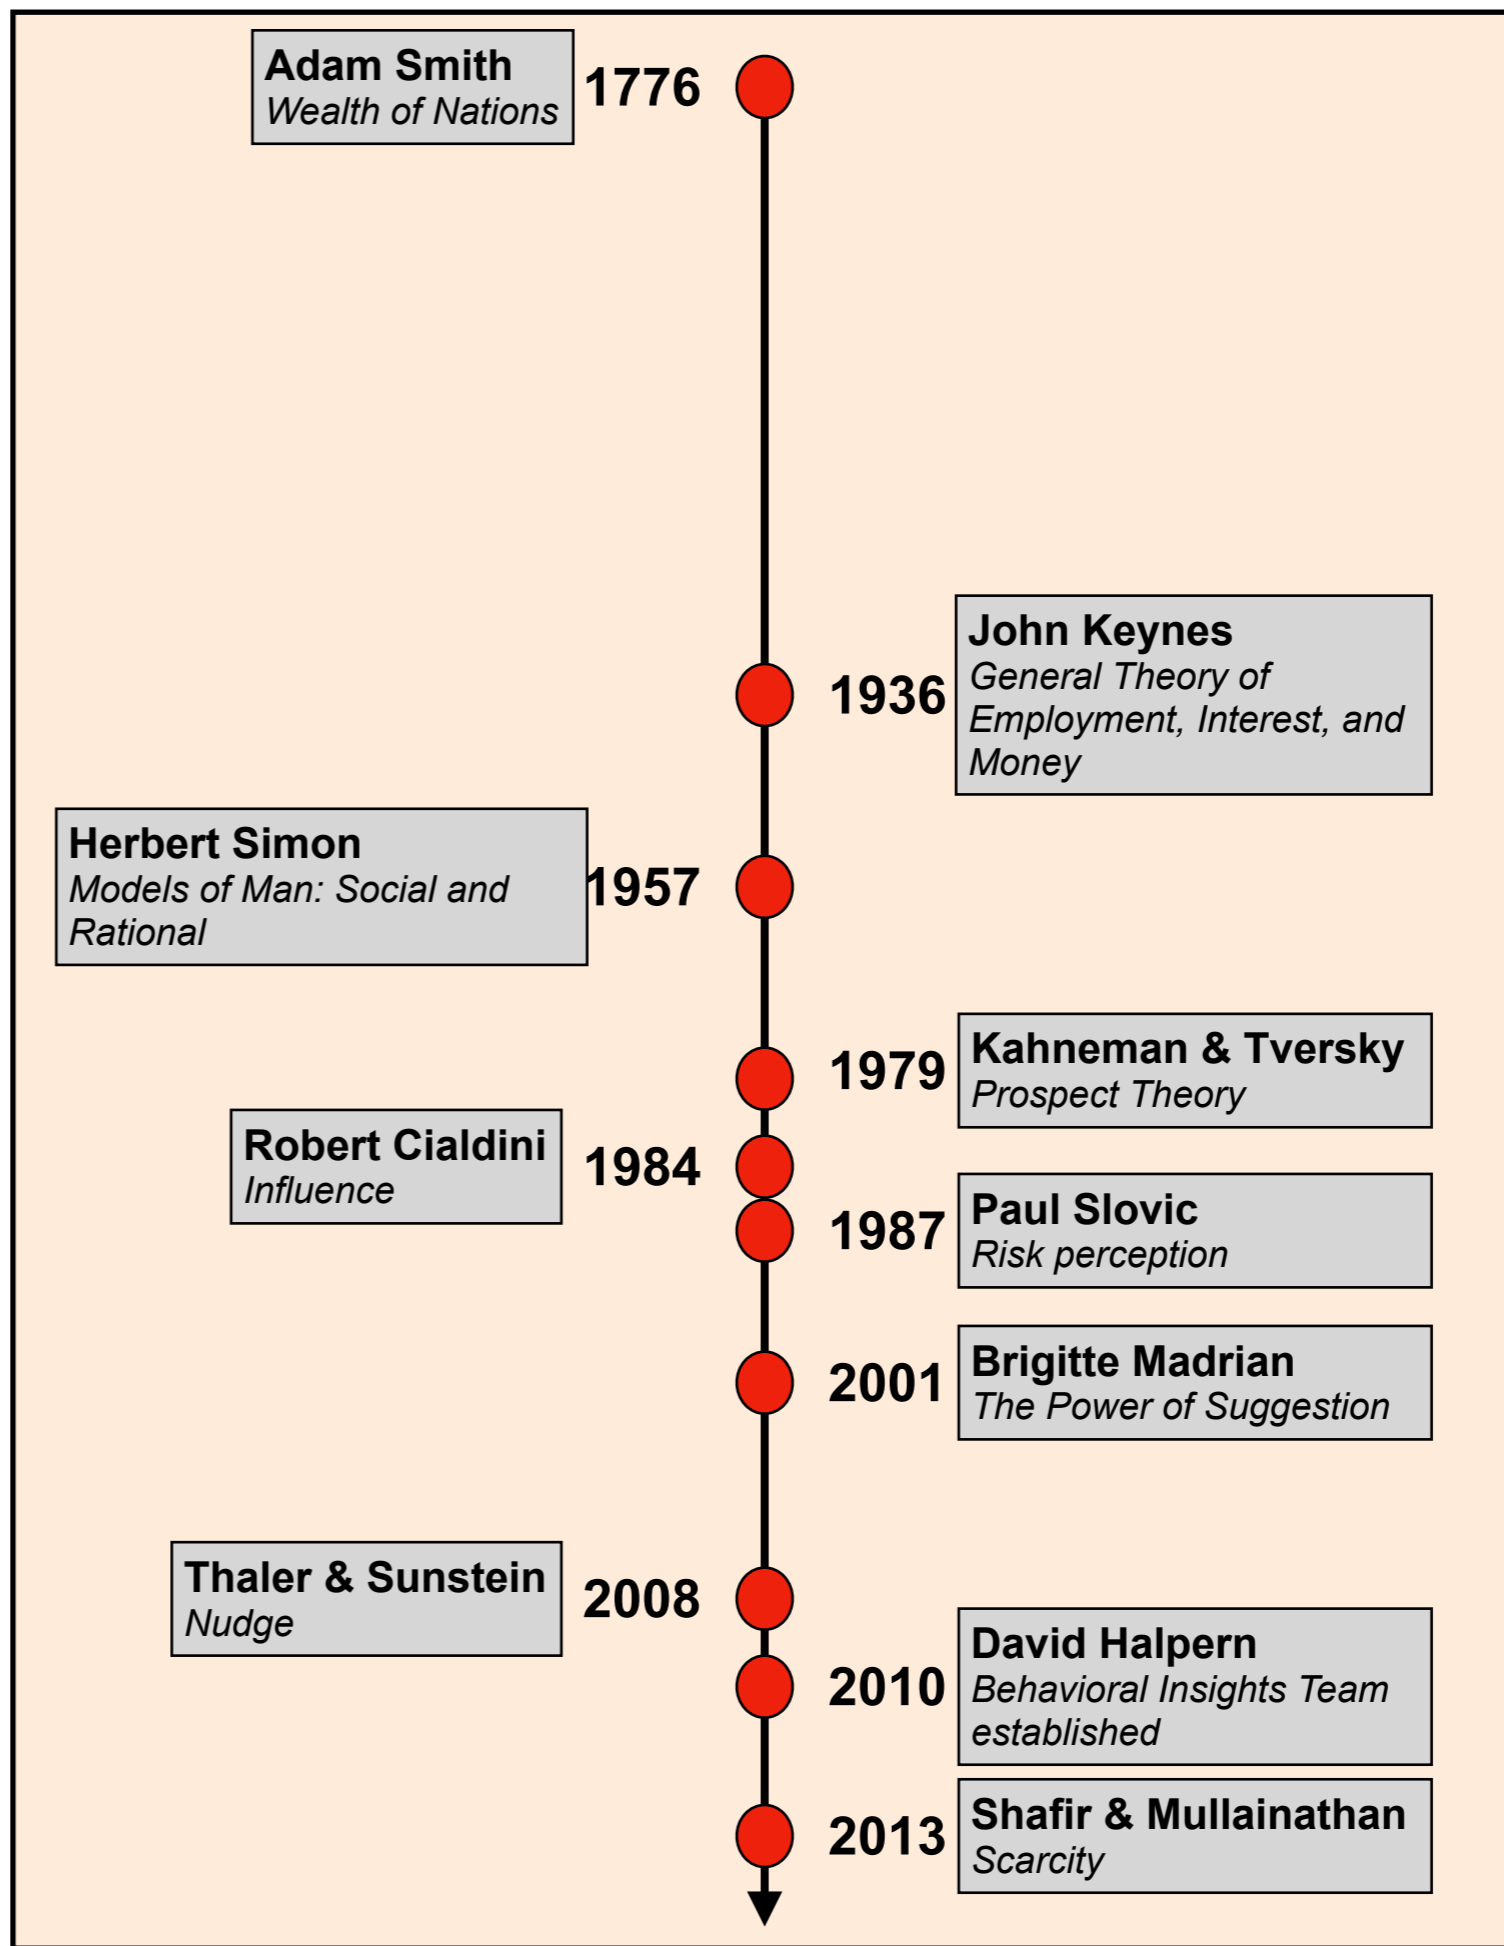 Adam Smith
Wealth of Nations
1776
John Keynes
General Theory of
Employment, Interest, and
Money
1936
Herbert Simon
Models of Man: Social and
Rational
1957
Kahneman & Tversky
Prospect Theory
1979
Robert Cialdini
Influence
1984
Paul Slovic
Risk perception
1987
Brigitte Madrian
The Power of Suggestion
2001
Thaler & Sunstein
Nudge
2008
David Halpern
Behavioral Insights Team
established
2010
Shafir & Mullainathan
Scarcity
2013